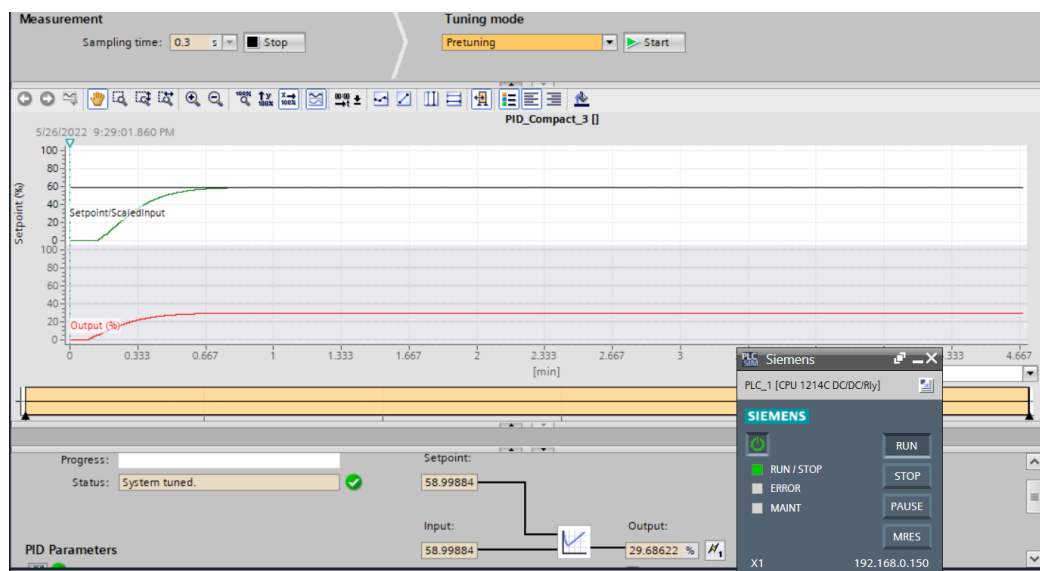 Measurement
Tuning mode
Sampling time: 0.3 s Stop
Pretuning Start
PID_Compact_3 []
5/26/2022 9:29:01.860 PM
100
80
60
40
20
0
Setpoint (%)
Setpoint/ScaledInput
100
80
60
40
20
0
Output (%)
0 0.333 0.667 1 1.333 1.667 2 2.333 2.667 3 .333 4.667
[min]
PLC SIM Siemens
PLC_1 [CPU 1214C DC/DC/Rly]
SIEMENS
RUN
RUN / STOP
STOP
ERROR
MAINT
PAUSE
MRES
X1 192.168.0.150
Progress:
Status: System tuned.
Setpoint:
58.99884
Input:
58.99884
Output:
29.68622 %
PID Parameters